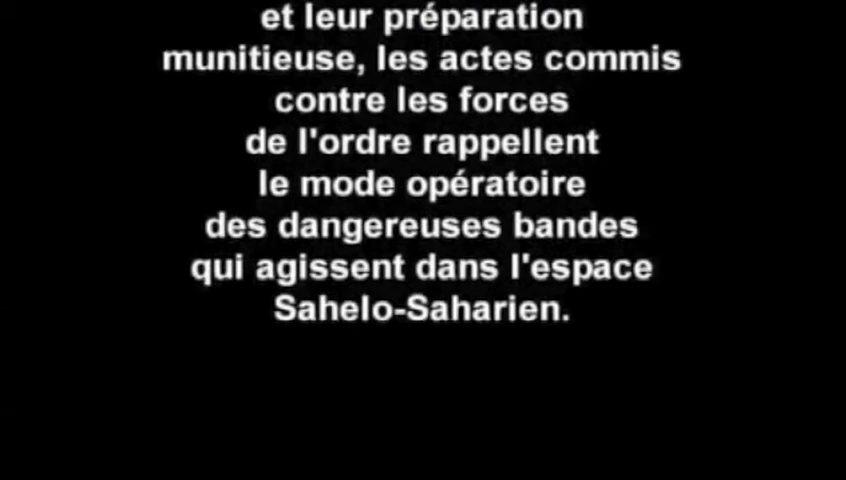 et leur préparation
munitieuse, les actes commis
contre les forces
de l'ordre rappellent
le mode opératoire
des dangereuses bandes
qui agissent dans l'espace
Sahelo-Saharien.